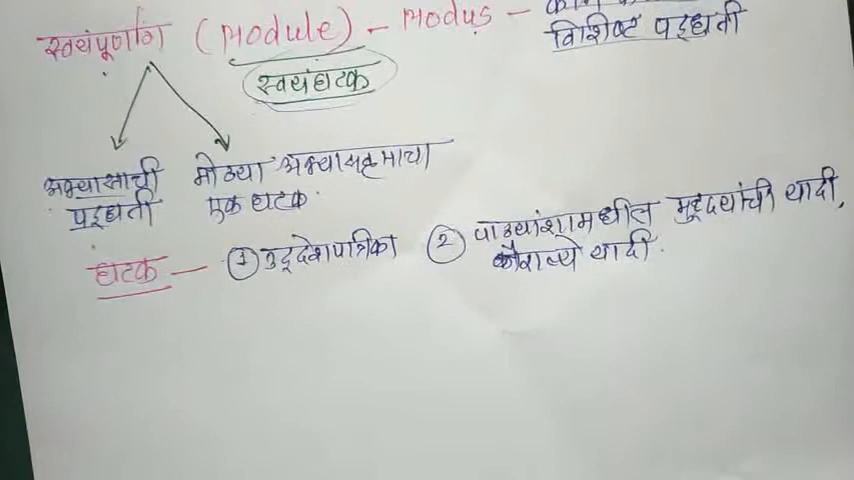 स्वयंपूर्णांग (Module) - Modus -
विशिष्ट पद्धती
स्वयंघटक
अभ्यासाची मोठ्या अभ्यासक्रमाचा
पद्धती एक घटक.
घटक - ① उद्देशपत्रिका ② पाठ्यांशामधील मुद्द्यांची यादी,
कौशल्ये यादी.